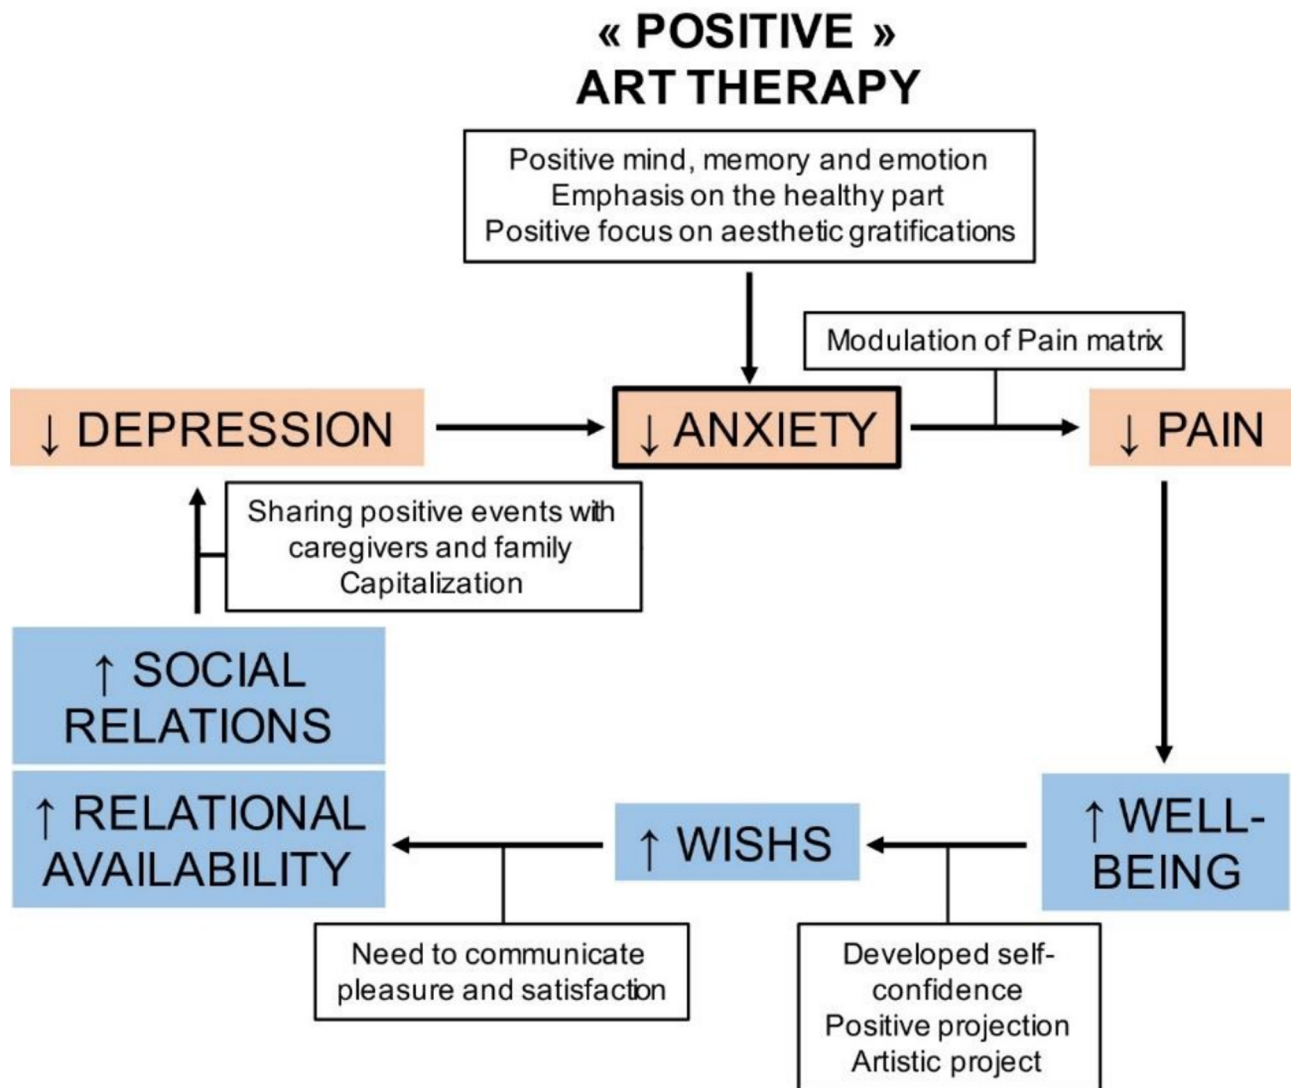 « POSITIVE »
ART THERAPY
Positive mind, memory and emotion
Emphasis on the healthy part
Positive focus on aesthetic gratifications
Modulation of Pain matrix
↓ DEPRESSION
↓ ANXIETY
↓ PAIN
Sharing positive events with
caregivers and family
Capitalization
↑ SOCIAL
RELATIONS
↑ RELATIONAL
AVAILABILITY
↑ WISHS
↑ WELL-
BEING
Need to communicate
pleasure and satisfaction
Developed self-
confidence
Positive projection
Artistic project